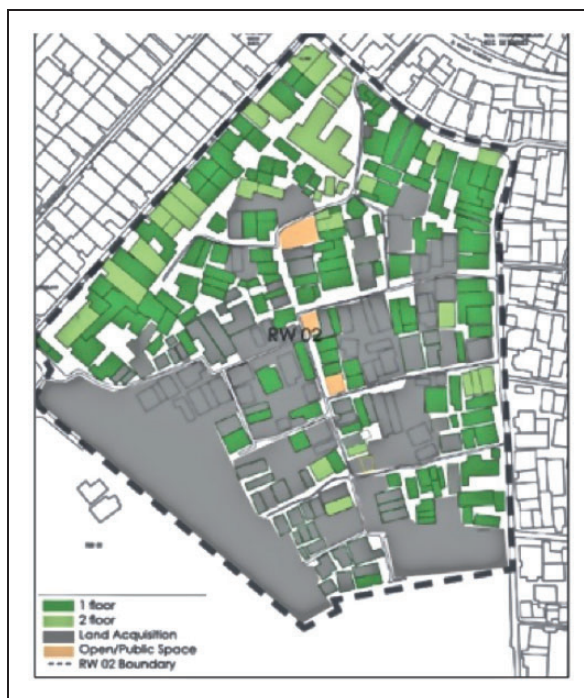 RW 02
1 floor
2 floor
Land Acquisition
Open/Public Space
RW 02 Boundary